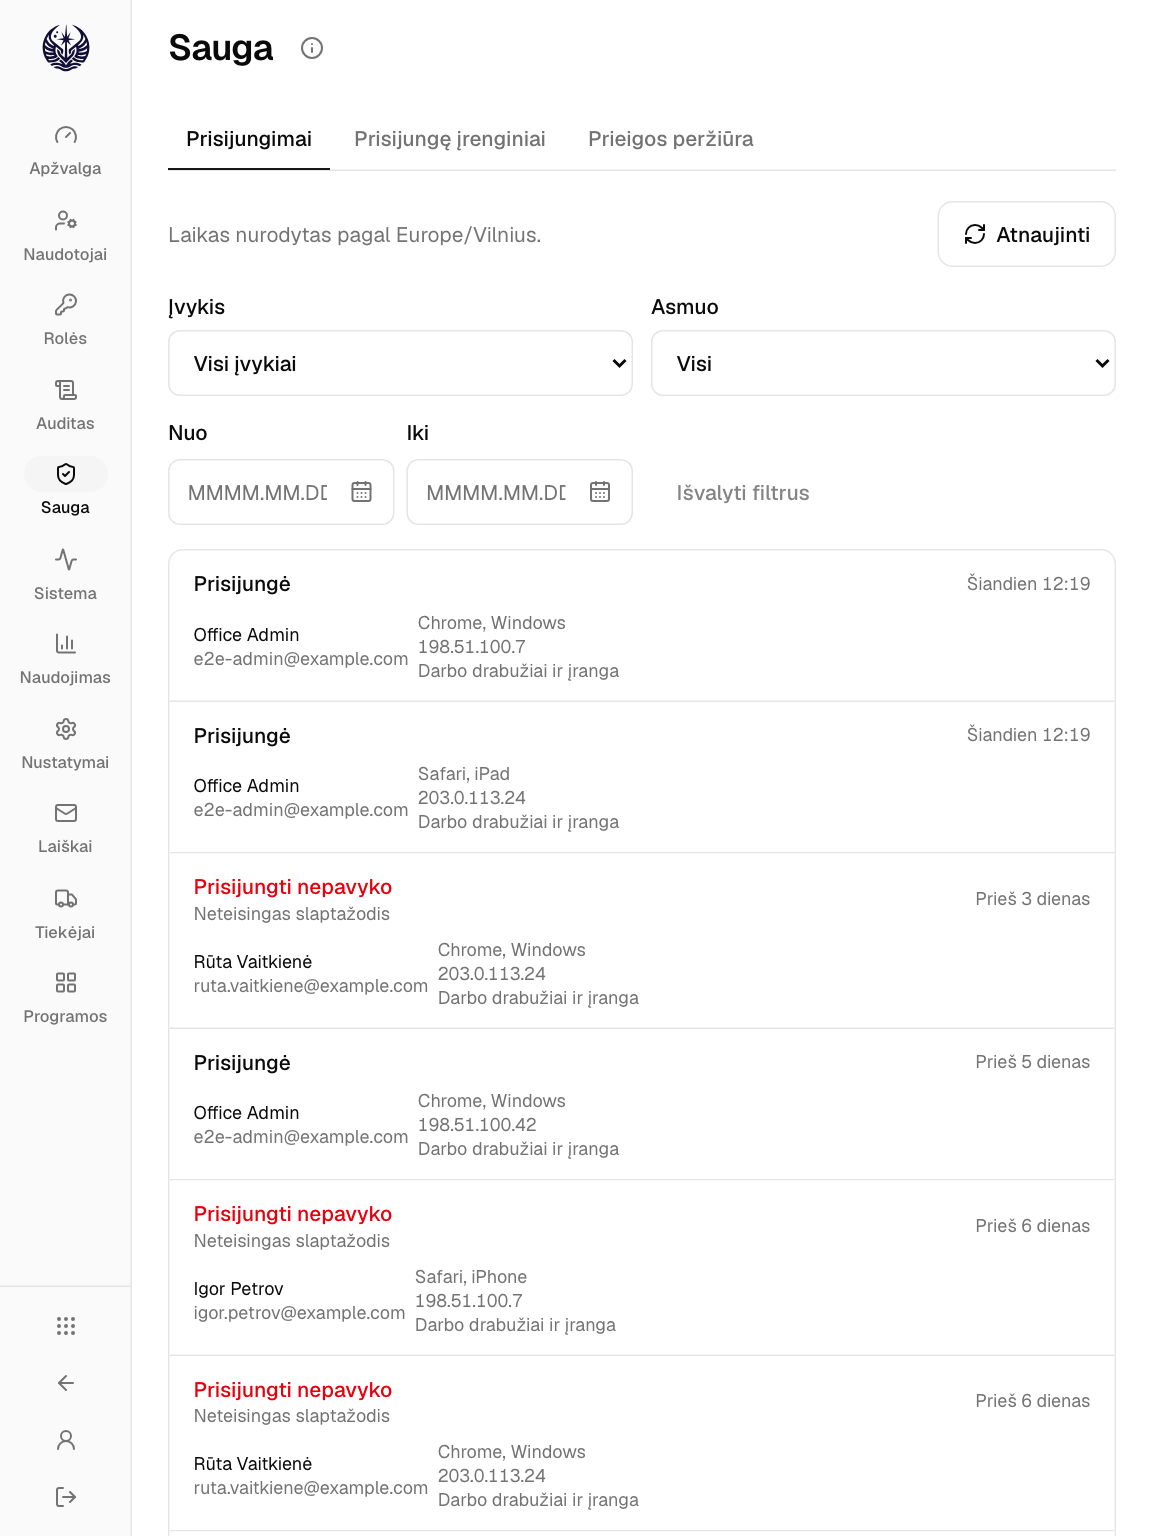 Sauga
Apžvalga
Naudotojai
Rolės
Auditas
Sauga
Sistema
Naudojimas
Nustatymai
Laiškai
Tiekėjai
Programos
Prisijungimai
Prisijungę įrenginiai
Prieigos peržiūra
Laikas nurodytas pagal Europe/Vilnius.
Atnaujinti
Įvykis
Asmuo
Visi įvykiai
Visi
Nuo
Iki
MMMM.MM.DD
MMMM.MM.DD
Išvalyti filtrus
Prisijungė
Šiandien 12:19
Office Admin
e2e-admin@example.com
Chrome, Windows
198.51.100.7
Darbo drabužiai ir įranga
Prisijungė
Šiandien 12:19
Office Admin
e2e-admin@example.com
Safari, iPad
203.0.113.24
Darbo drabužiai ir įranga
Prisijungti nepavyko
Neteisingas slaptažodis
Prieš 3 dienas
Rūta Vaitkienė
ruta.vaitkiene@example.com
Chrome, Windows
203.0.113.24
Darbo drabužiai ir įranga
Prisijungė
Prieš 5 dienas
Office Admin
e2e-admin@example.com
Chrome, Windows
198.51.100.42
Darbo drabužiai ir įranga
Prisijungti nepavyko
Neteisingas slaptažodis
Prieš 6 dienas
Igor Petrov
igor.petrov@example.com
Safari, iPhone
198.51.100.7
Darbo drabužiai ir įranga
Prisijungti nepavyko
Neteisingas slaptažodis
Prieš 6 dienas
Rūta Vaitkienė
ruta.vaitkiene@example.com
Chrome, Windows
203.0.113.24
Darbo drabužiai ir įranga